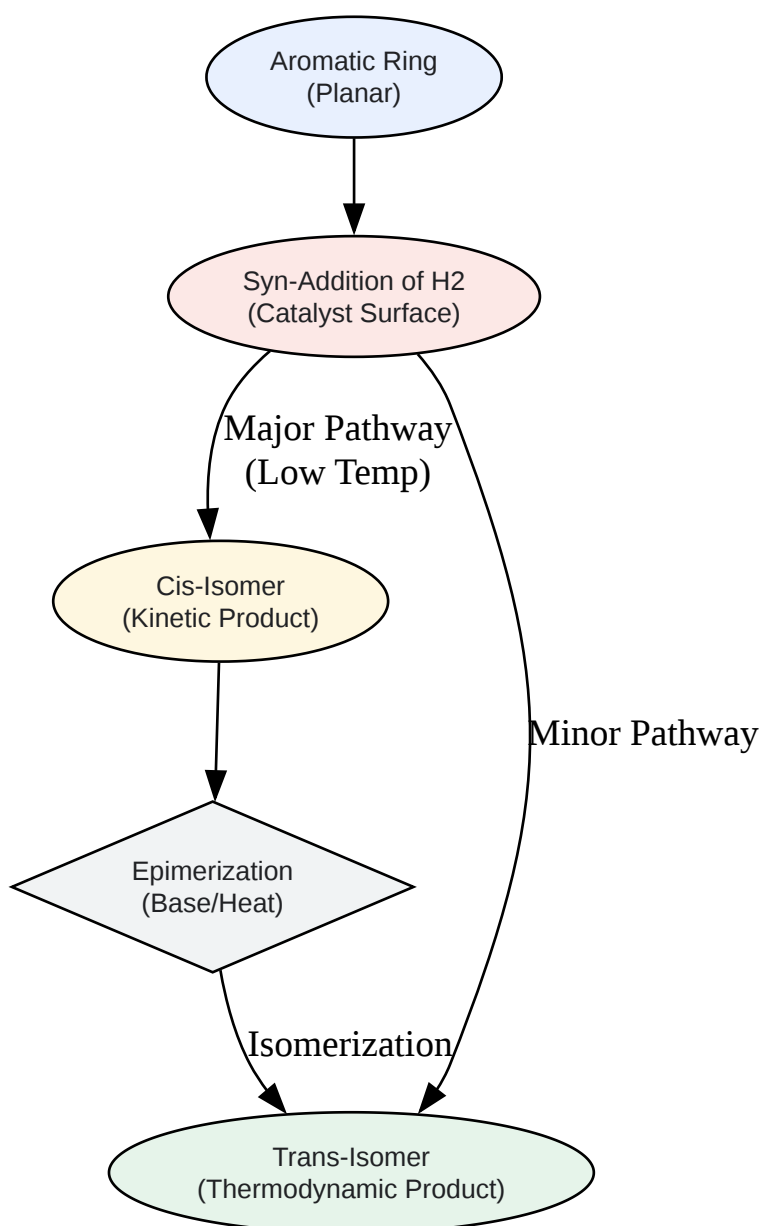 Aromatic Ring
(Planar)
Syn-Addition of H2
(Catalyst Surface)
Major Pathway
(Low Temp)
Cis-Isomer
(Kinetic Product)
Minor Pathway
Epimerization
(Base/Heat)
Isomerization
Trans-Isomer
(Thermodynamic Product)